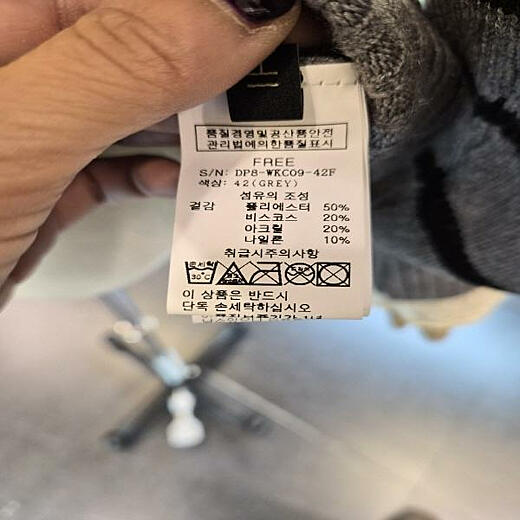 품질경영및공산품안전
관리법에의한품질표시
FREE
S/N: DP8-WKC09-42F
색상: 42(GREY)
섬유의 조성
겉감 폴리에스터 50%
비스코스 20%
아크릴 20%
나일론 10%
취급시주의사항
손세탁
30℃
이 상품은 반드시
단독 손세탁하십시오